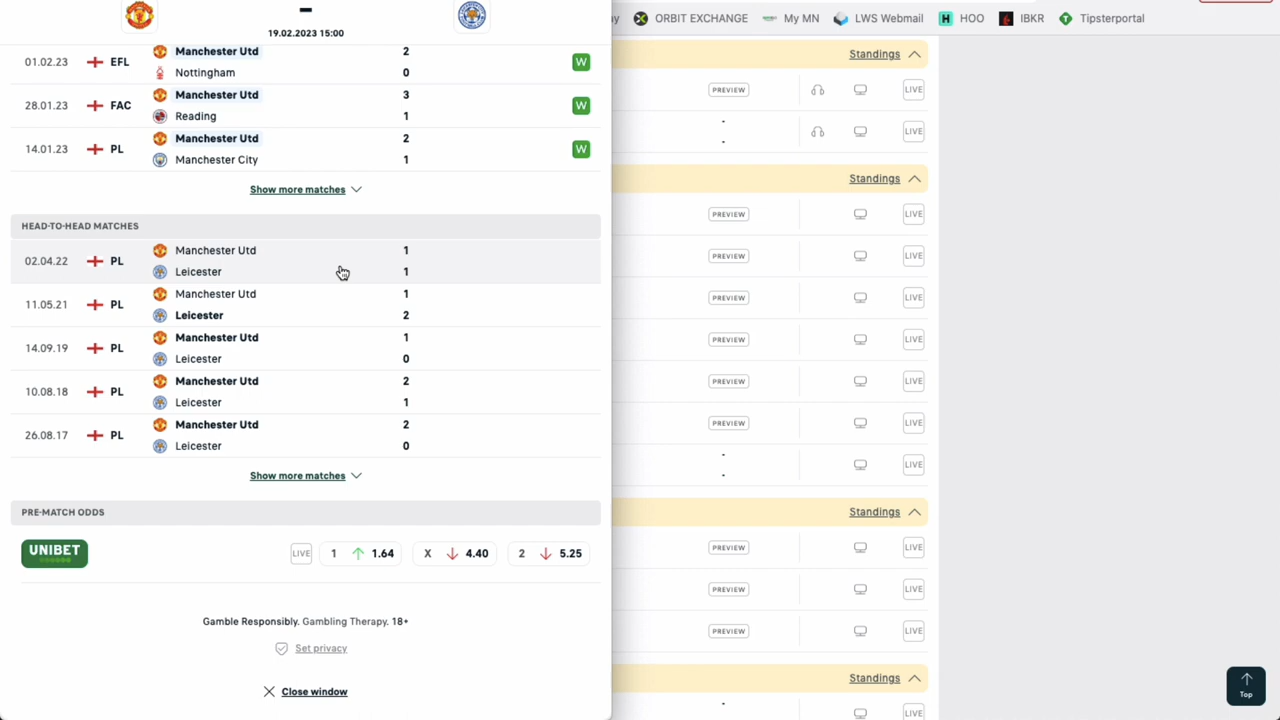 19.02.2023 15:00
01.02.23 EFL Manchester Utd 2
Nottingham 0
W
28.01.23 FAC Manchester Utd 3
Reading 1
W
14.01.23 PL Manchester Utd 2
Manchester City 1
W
Show more matches
HEAD-TO-HEAD MATCHES
02.04.22 PL Manchester Utd 1
Leicester 1
11.05.21 PL Manchester Utd 1
Leicester 2
14.09.19 PL Manchester Utd 1
Leicester 0
10.08.18 PL Manchester Utd 2
Leicester 1
26.08.17 PL Manchester Utd 2
Leicester 0
Show more matches
PRE-MATCH ODDS
UNIBET LIVE 1 1.64 X 4.40 2 5.25
Gamble Responsibly. Gambling Therapy. 18+
Set privacy
Close window
ORBIT EXCHANGE My MN LWS Webmail H HOO IBKR Tipsterportal
Standings
PREVIEW LIVE
- - LIVE
Standings
PREVIEW LIVE
PREVIEW LIVE
PREVIEW LIVE
PREVIEW LIVE
PREVIEW LIVE
PREVIEW LIVE
- - LIVE
Standings
PREVIEW LIVE
PREVIEW LIVE
PREVIEW LIVE
Standings
- LIVE
Top